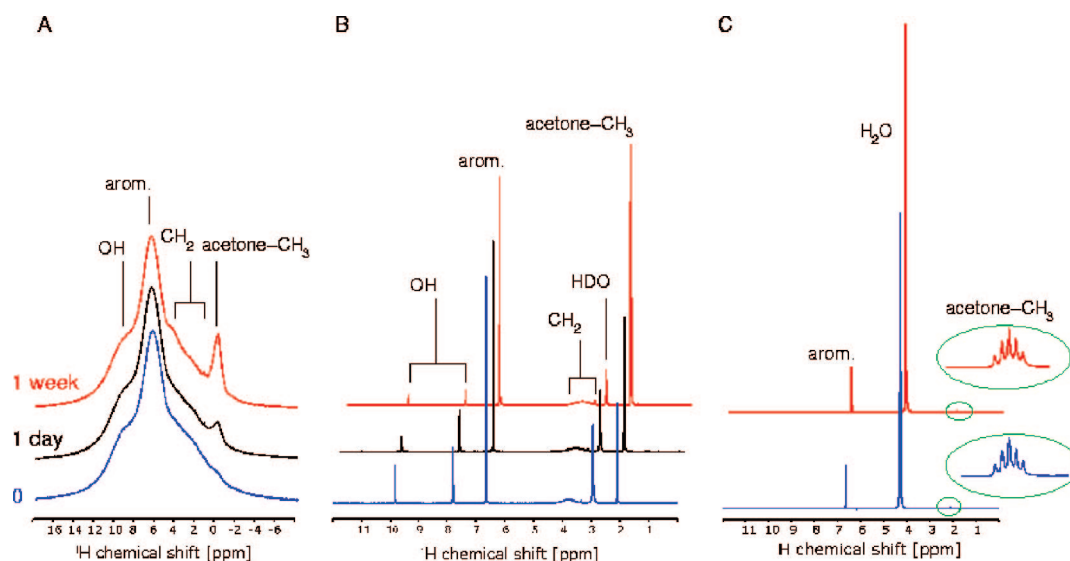 A
arom.
OH
CH2
acetone–CH3
1 week
1 day
0
16 14 12 10 8 6 4 2 0 -2 -4 -6
¹H chemical shift [ppm]
B
acetone–CH3
arom.
OH
HDO
CH2
11 10 9 8 7 6 5 4 3 2 1
H chemical shift [ppm]
C
H2O
acetone–CH3
arom.
11 10 9 8 7 6 5 4 3 2 1
H chemical shift [ppm]